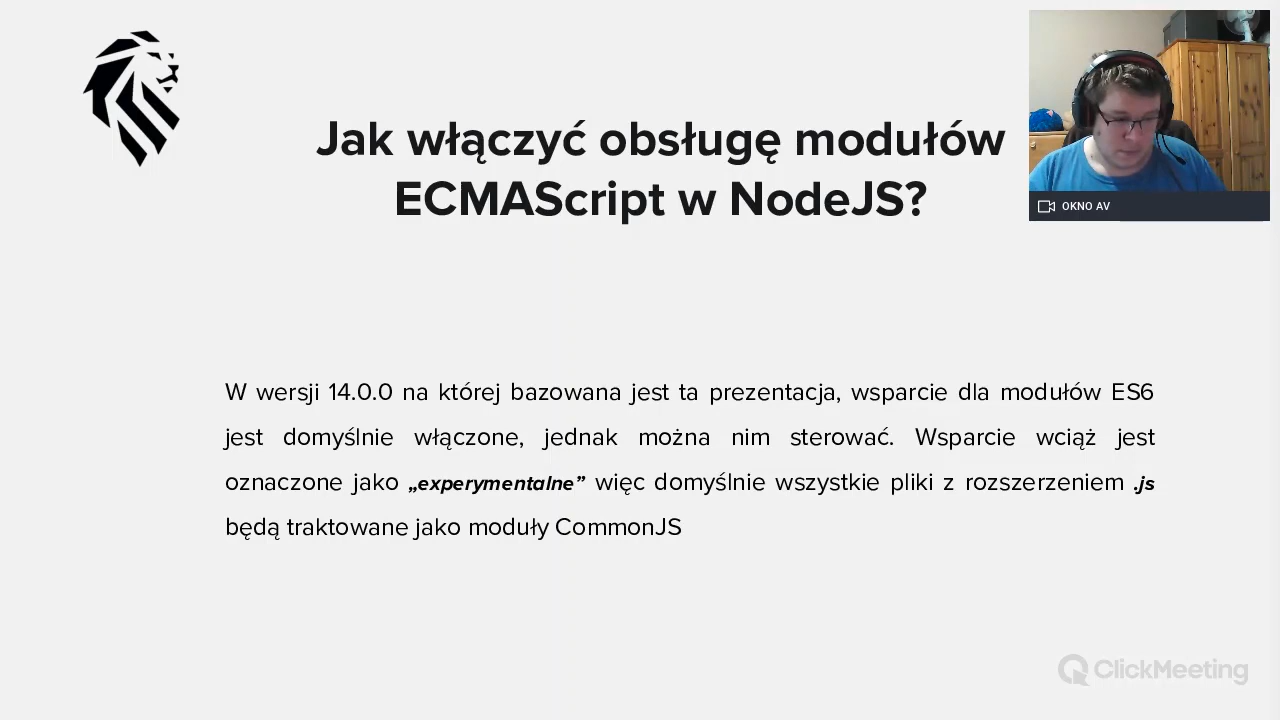 Jak włączyć obsługę modułów
ECMAScript w NodeJS?
OKNO AV
W wersji 14.0.0 na której bazowana jest ta prezentacja, wsparcie dla modułów ES6
jest domyślnie włączone, jednak można nim sterować. Wsparcie wciąż jest
oznaczone jako „experymentalne” więc domyślnie wszystkie pliki z rozszerzeniem .js
będą traktowane jako moduły CommonJS
ClickMeeting